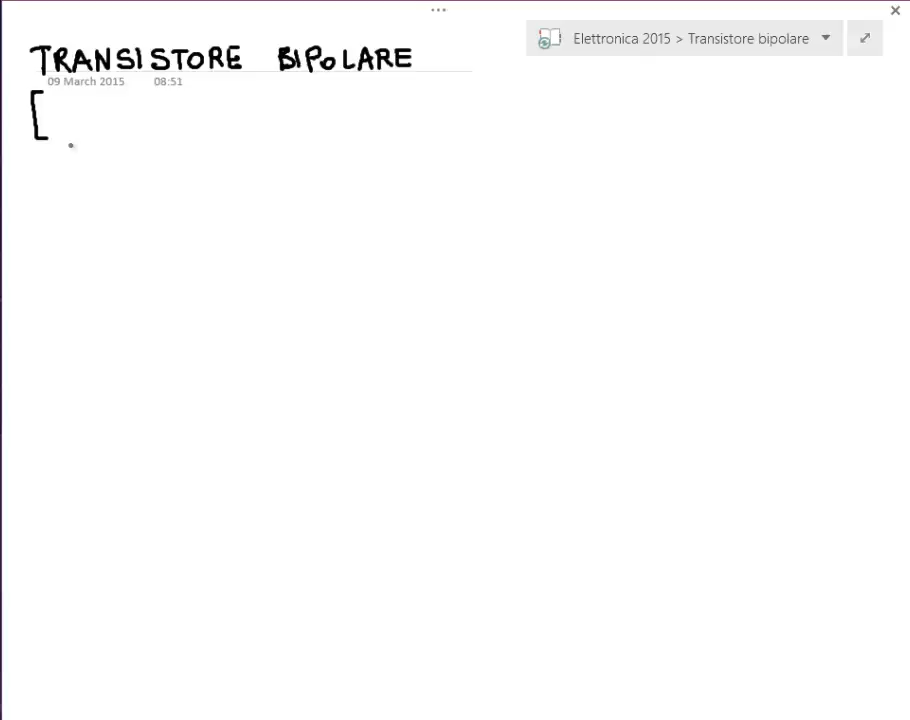 Elettronica 2015 > Transistore bipolare
TRANSISTORE BIPOLARE
09 March 2015 08:51
[